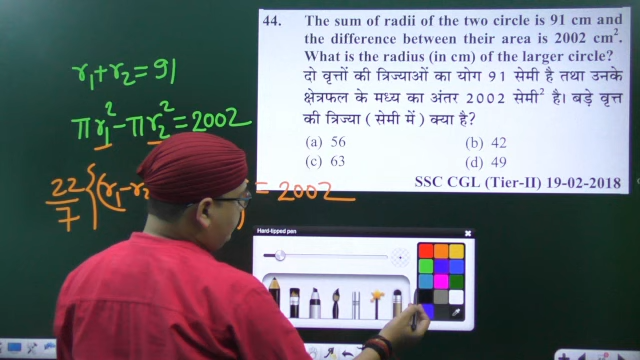 44. The sum of radii of the two circle is 91 cm and
the difference between their area is 2002 cm².
What is the radius (in cm) of the larger circle?
दो वृत्तों की त्रिज्याओं का योग 91 सेमी है तथा उनके
क्षेत्रफल के मध्य का अंतर 2002 सेमी² है। बड़े वृत्त
की त्रिज्या ( सेमी में ) क्या है?
(a) 56 (b) 42
(c) 63 (d) 49
SSC CGL (Tier-II) 19-02-2018
r₁+r₂=91
πr₁²-πr₂²=2002
22/7 {(r₁-r₂ = 2002
Hard-tipped pen